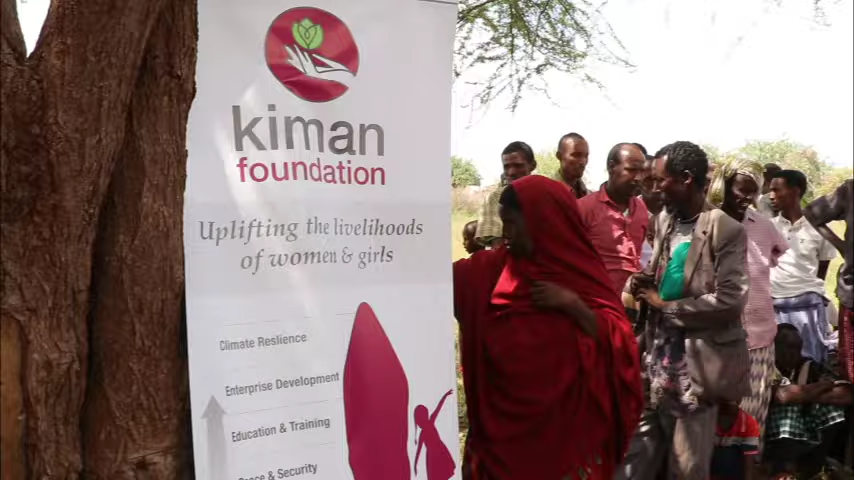 kiman
foundation
Uplifting the livelihoods
of women & girls
Climate Reslience
Enterprise Development
Education & Training
& Security